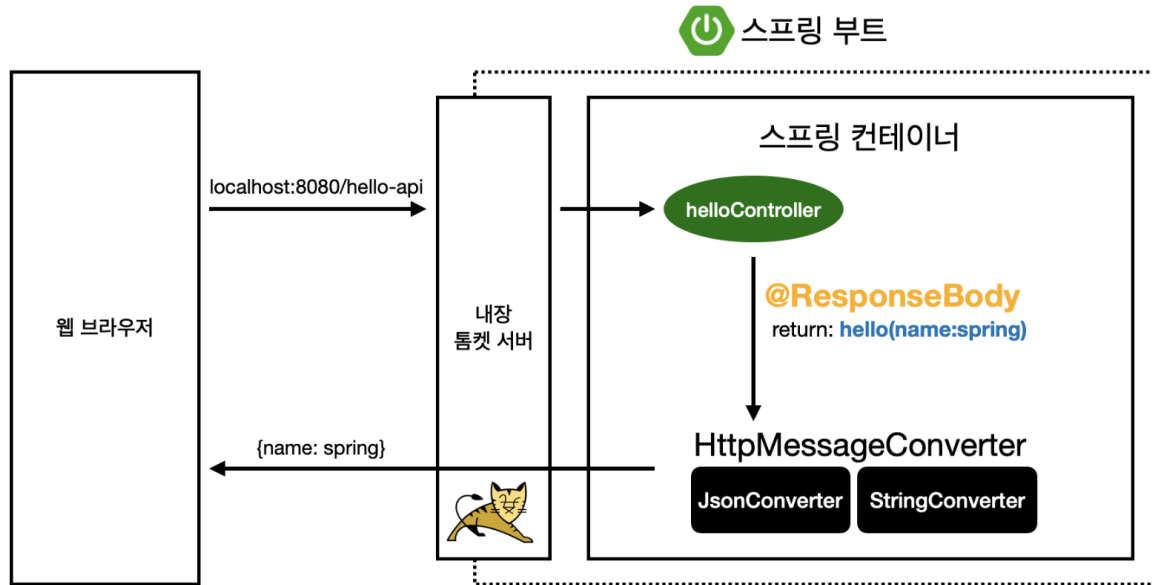 스프링 부트
스프링 컨테이너
localhost:8080/hello-api
helloController
@ResponseBody
return: hello(name:spring)
웹 브라우저
내장
톰켓 서버
{name: spring}
HttpMessageConverter
JsonConverter
StringConverter